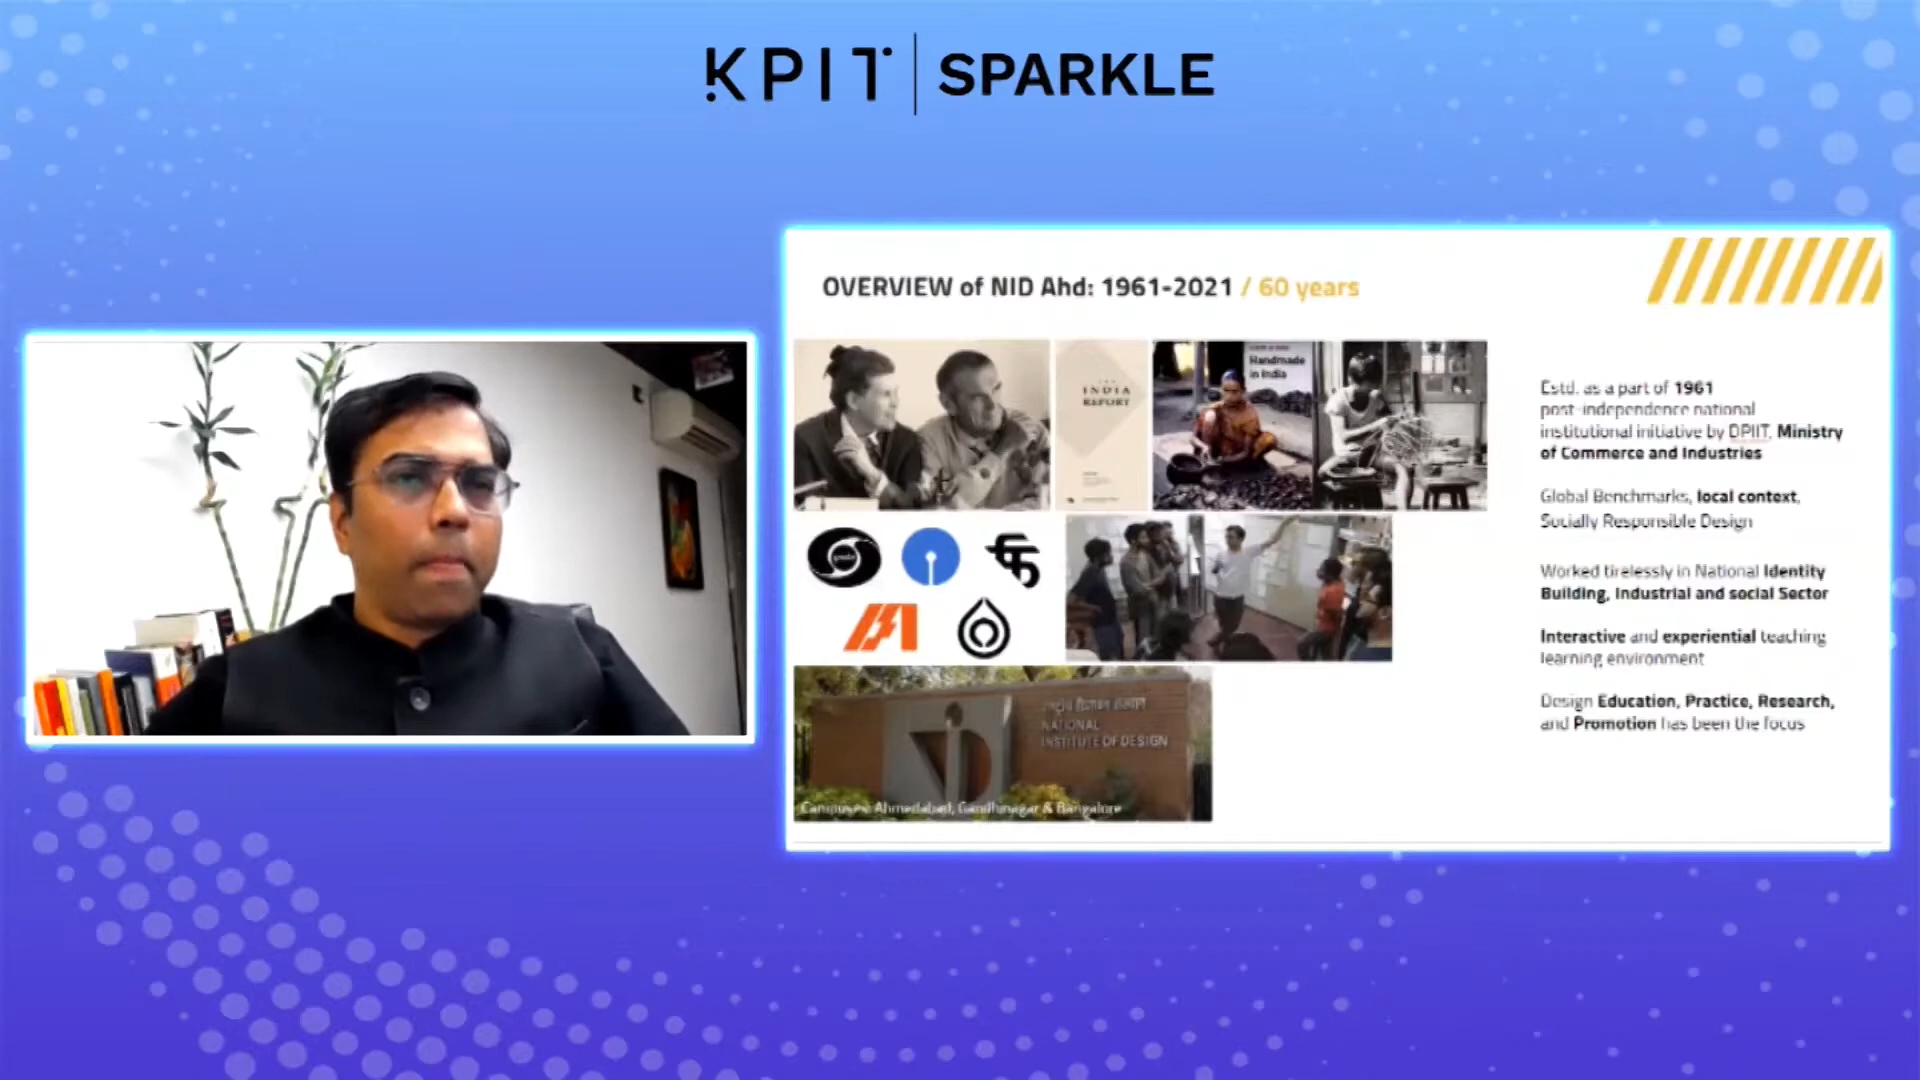 KPIT | SPARKLE
OVERVIEW of NID Ahd: 1961-2021 / 60 years
INDIA
REPORT
Handmade
in India
Estd. as a part of 1961
post-independence national
institutional initiative by DPIIT, Ministry
of Commerce and Industries
Global Benchmarks, local context,
Socially Responsible Design
Worked tirelessly in National Identity
Building, Industrial and social Sector
Interactive and experiential teaching
learning environment
Design Education, Practice, Research,
and Promotion has been the focus
राष्ट्रीय डिज़ाइन संस्थान
NATIONAL
INSTITUTE OF DESIGN
Campuses: Ahmedabad, Gandhinagar & Bangalore